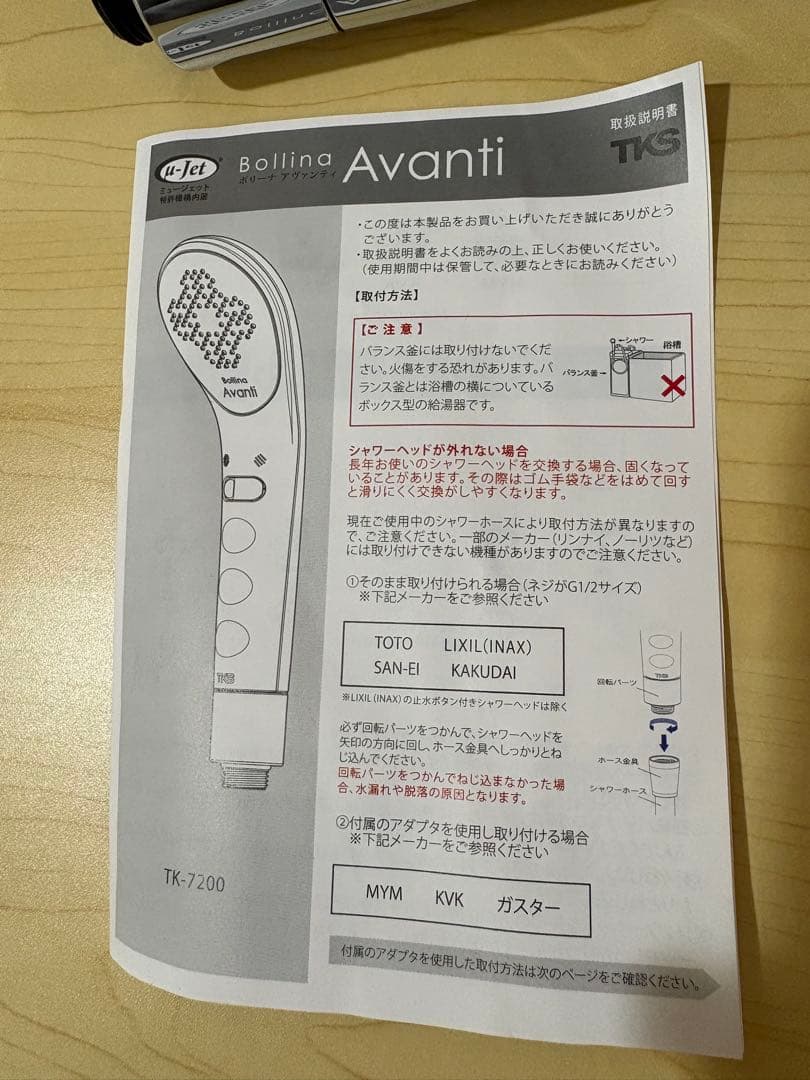 Bollina
μ-Jet
ミュージェット
特許機構内蔵
Bollina
ボリーナ アヴァンティ
Avanti
取扱説明書
TKS
・この度は本製品をお買い上げいただき誠にありがとう
ございます。
・取扱説明書をよくお読みの上、正しくお使いください。
（使用期間中は保管して、必要なときにお読みください）
【取付方法】
【ご注意】
バランス釜には取り付けないでくだ
さい。火傷をする恐れがあります。バ
ランス釜とは浴槽の横についている
ボックス型の給湯器です。
シャワー
浴槽
バランス釜
シャワーヘッドが外れない場合
長年お使いのシャワーヘッドを交換する場合、固くなって
いることがあります。その際はゴム手袋などをはめて回す
と滑りにくく交換がしやすくなります。
現在ご使用中のシャワーホースにより取付方法が異なりますの
で、ご注意ください。一部のメーカー（リンナイ、ノーリツなど）
には取り付けできない機種がありますのでご注意ください。
①そのまま取り付けられる場合（ネジがG1/2サイズ）
※下記メーカーをご参照ください
TOTO LIXIL(INAX)
SAN-EI KAKUDAI
※LIXIL（INAX）の止水ボタン付きシャワーヘッドは除く
必ず回転パーツをつかんで、シャワーヘッドを
矢印の方向に回し、ホース金具へしっかりとね
じ込んでください。
回転パーツをつかんでねじ込まなかった場
合、水漏れや脱落の原因となります。
TKS
回転パーツ
ホース金具
シャワーホース
②付属のアダプタを使用し取り付ける場合
※下記メーカーをご参照ください
MYM KVK ガスター
付属のアダプタを使用した取付方法は次のページをご確認ください。
Bollina
Avanti
TKS
TK-7200